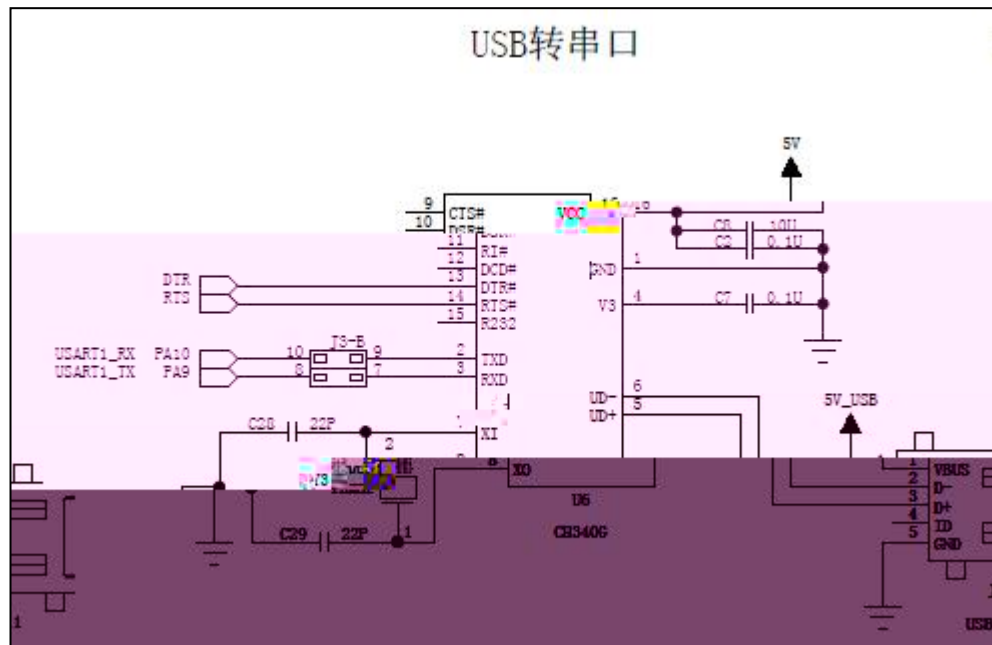 USB转串口
5V
9 CTS#
10 DSR#
11 RI#
12 DCD#
DTR 13 DTR#
RTS 14 RTS#
15 R232
VCC
C2 0.1U
GND 1
V3 4 C7 0.1U
J3-B
USART1_RX PA10 10 9 2 TXD
USART1_TX PA9 8 7 3 RXD
UD- 6
UD+ 5
5V_USB
C28 22P
2
XI
8 XO
Y3
U6
CH340G
C29 22P 1
1 VBUS
2 D-
3 D+
4 ID
5 GND
1
USB